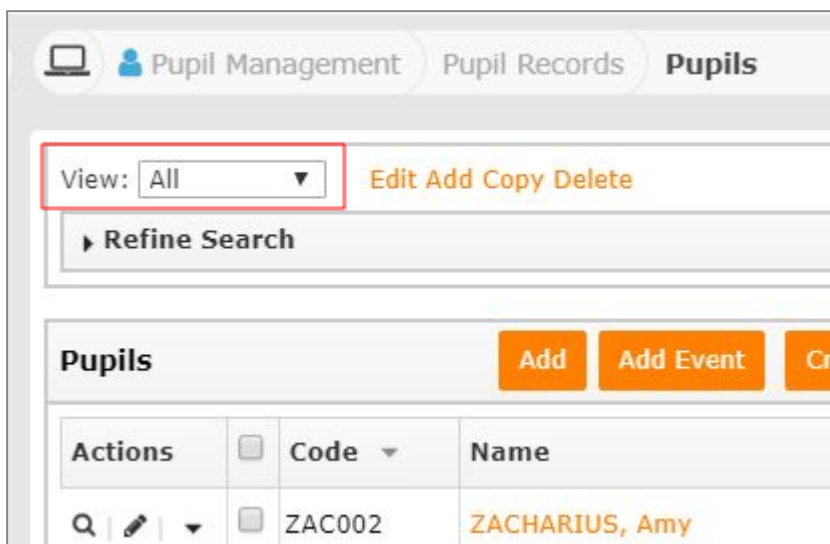 Pupil Management Pupil Records Pupils
View: All Edit Add Copy Delete
Refine Search
Pupils Add Add Event
Actions Code Name
ZAC002 ZACHARIUS, Amy